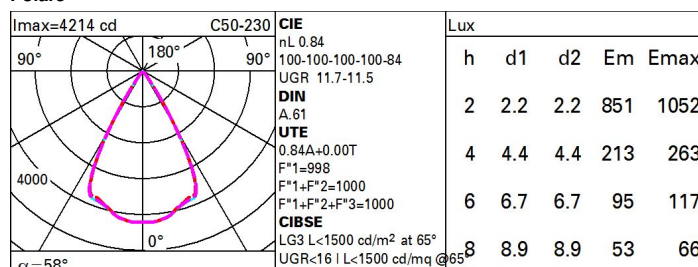 Imax=4214 cd C50-230
90° 180° 90°
4000
0°
α=58°
CIE
nL 0.84
100-100-100-100-84
UGR 11.7-11.5
DIN
A.61
UTE
0.84A+0.00T
F"1=998
F"1+F"2=1000
F"1+F"2+F"3=1000
CIBSE
LG3 L<1500 cd/m² at 65°
UGR<16 | L<1500 cd/mq @65°
Lux
h d1 d2 Em Emax
2 2.2 2.2 851 1052
4 4.4 4.4 213 263
6 6.7 6.7 95 117
8 8.9 8.9 53 66